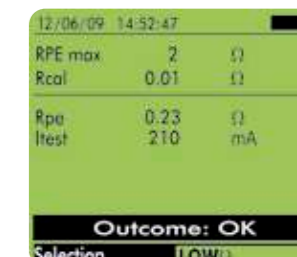 12/06/09 14:52:47
RPE max 2 Ω
Rcal 0.01 Ω
Rpe 0.23 Ω
Itest 210 mA
Outcome: OK
Selection LOWΩ